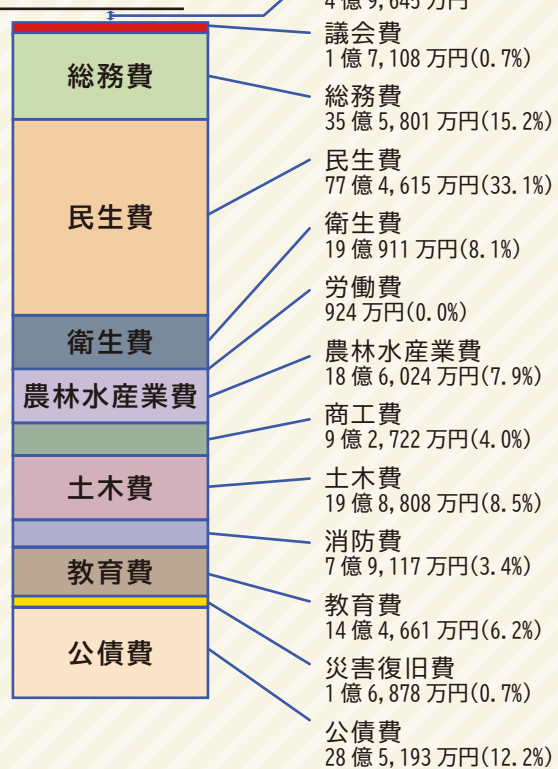 4億9,645万円
議会費
1億7,108万円(0.7%)
総務費
35億5,801万円(15.2%)
民生費
77億4,615万円(33.1%)
衛生費
19億911万円(8.1%)
労働費
924万円(0.0%)
農林水産業費
18億6,024万円(7.9%)
商工費
9億2,722万円(4.0%)
土木費
19億8,808万円(8.5%)
消防費
7億9,117万円(3.4%)
教育費
14億4,661万円(6.2%)
災害復旧費
1億6,878万円(0.7%)
公債費
28億5,193万円(12.2%)
総務費
民生費
衛生費
農林水産業費
土木費
教育費
公債費